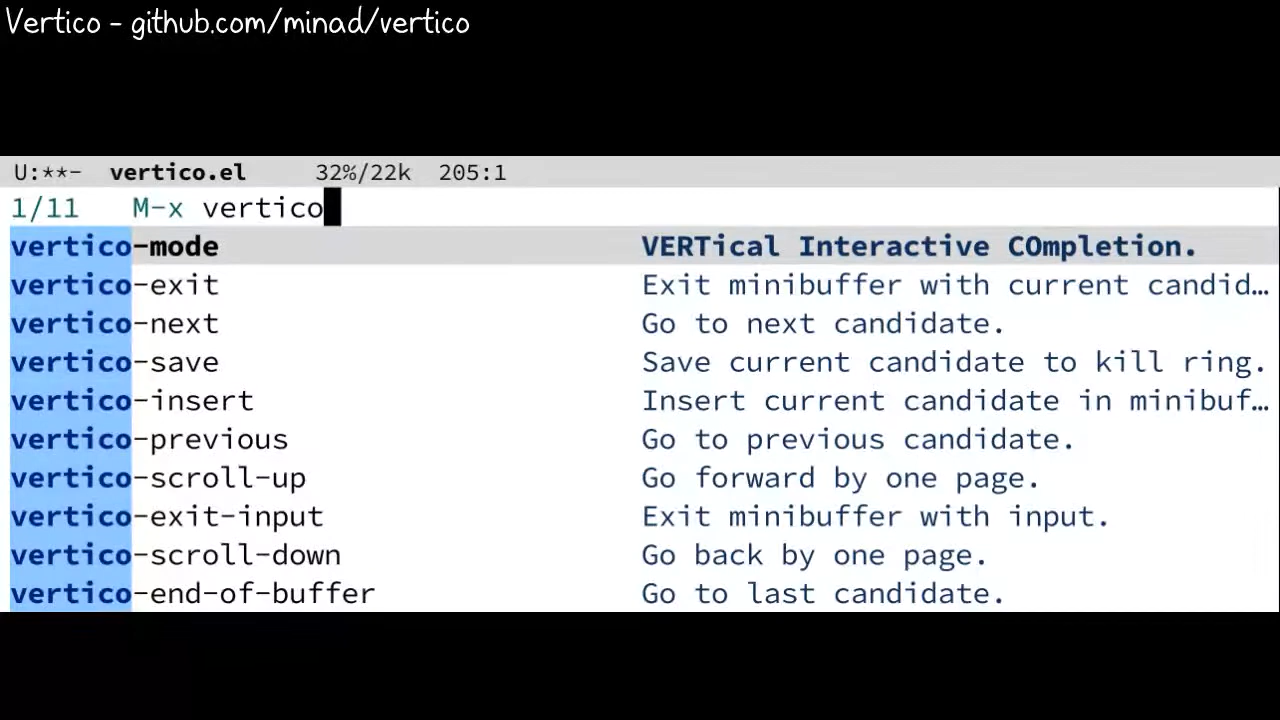 Vertico - github.com/minad/vertico
U:**-  vertico.el     32%/22k  205:1
1/11   M-x vertico
vertico-mode VERTical Interactive COmpletion.
vertico-exit Exit minibuffer with current candid…
vertico-next Go to next candidate.
vertico-save Save current candidate to kill ring.
vertico-insert Insert current candidate in minibuf…
vertico-previous Go to previous candidate.
vertico-scroll-up Go forward by one page.
vertico-exit-input Exit minibuffer with input.
vertico-scroll-down Go back by one page.
vertico-end-of-buffer Go to last candidate.